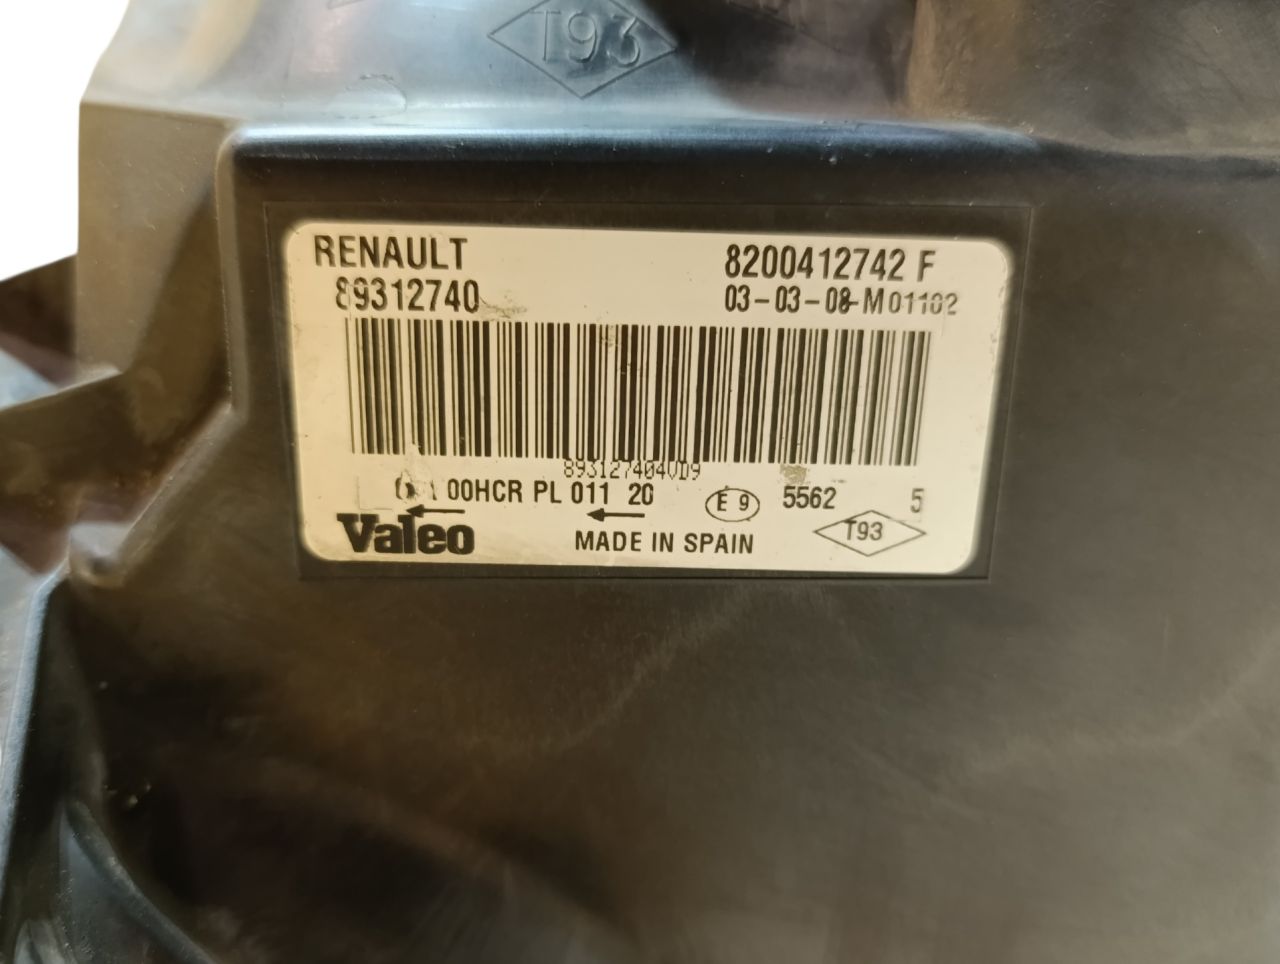 T93
RENAULT 8200412742 F
89312740 03-03-08-M01102
893127404VD9
00HCR PL 011 20 E 9 5562 5
Valeo MADE IN SPAIN T93